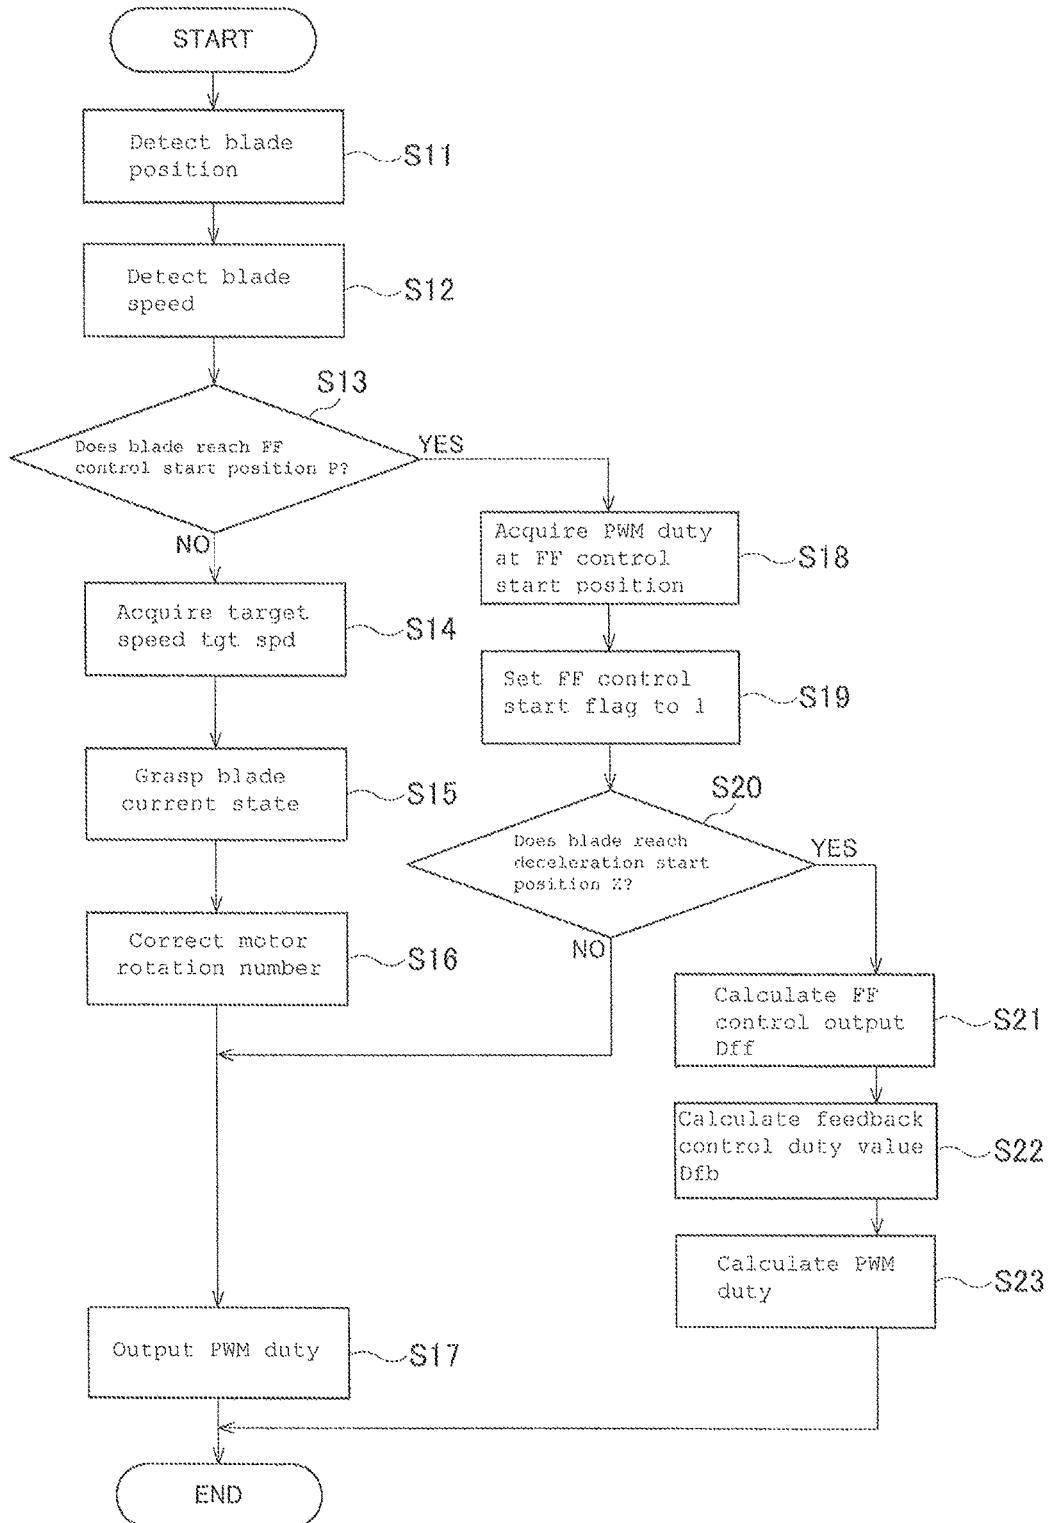 START
Detect blade
position
S11
Detect blade
speed
S12
S13
Does blade reach FF
control start position P?
YES
NO
Acquire PWM duty
at FF control
start position
S18
Acquire target
speed tgt spd
S14
Set FF control
start flag to 1
S19
Grasp blade
current state
S15
S20
Does blade reach
deceleration start
position Z?
YES
NO
Correct motor
rotation number
S16
Calculate FF
control output
Dff
S21
Calculate feedback
control duty value
Dfb
S22
Calculate PWM
duty
S23
Output PWM duty
S17
END